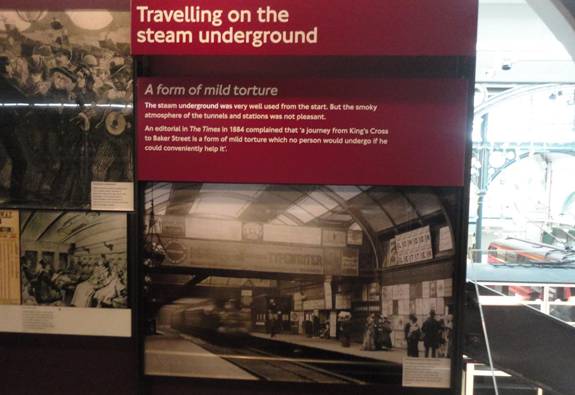 Travelling on the
steam underground
A form of mild torture
The steam underground was very well used from the start. But the smoky
atmosphere of the tunnels and stations was not pleasant.
An editorial in The Times in 1884 complained that 'a journey from King's Cross
to Baker Street is a form of mild torture which no person would undergo if he
could conveniently help it'.
TYPEWRITER